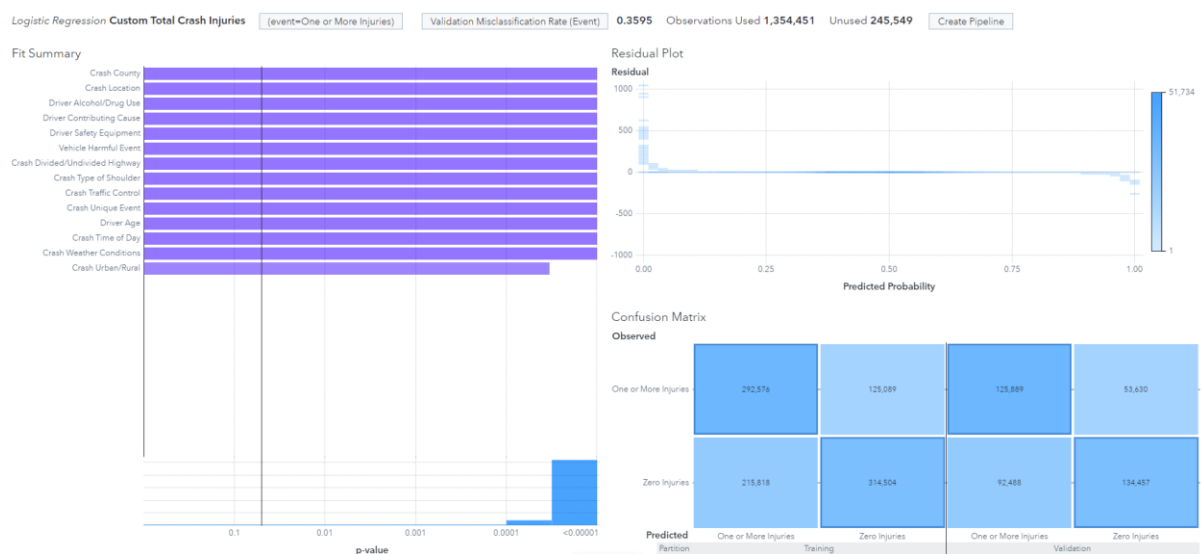 Logistic Regression Custom Total Crash Injuries (event=One or More Injuries) Validation Misclassification Rate (Event) 0.3595 Observations Used 1,354,451 Unused 245,549 Create Pipeline
Fit Summary
Crash County
Crash Location
Driver Alcohol/Drug Use
Driver Contributing Cause
Driver Safety Equipment
Vehicle Harmful Event
Crash Divided/Undivided Highway
Crash Type of Shoulder
Crash Traffic Control
Crash Unique Event
Driver Age
Crash Time of Day
Crash Weather Conditions
Crash Urban/Rural
0.1 0.01 0.001 0.0001 <0.00001
p-value
Residual Plot
Residual
1000
500
0
-500
-1000
0.00 0.25 0.50 0.75 1.00
Predicted Probability
51,734
1
Confusion Matrix
Observed
One or More Injuries 292,576 125,089 125,889 53,630
Zero Injuries 215,818 314,504 92,488 134,457
Predicted One or More Injuries Zero Injuries One or More Injuries Zero Injuries
Partition Training Validation